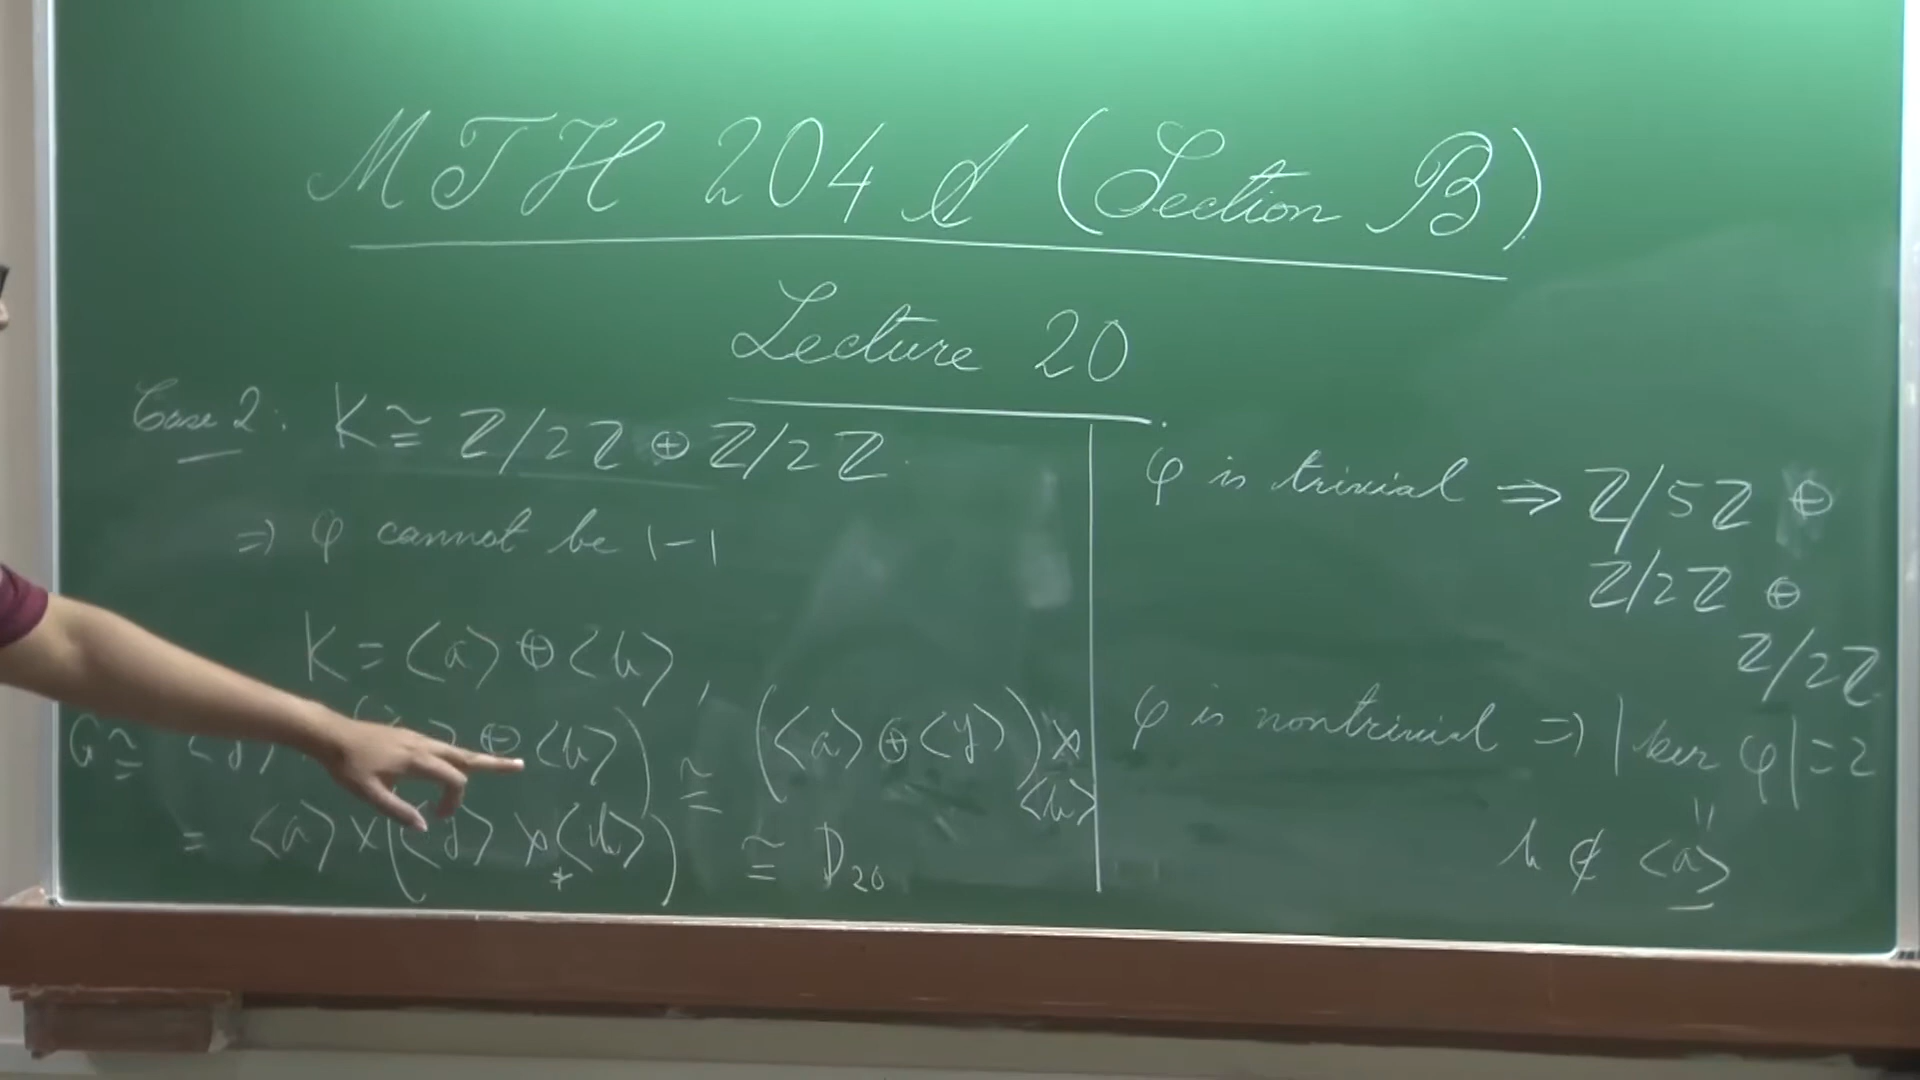 MTH 204 A (Section B)
Lecture 20
Case 2: K ≅ Z/2Z ⊕ Z/2Z.
⇒ φ cannot be 1-1
K = <a> ⊕ <h>,
G ≅ <y> ⊕ <h>) ≅ (<a> ⊕ <y>) ⋊
<h>
= <a> × (<y> ⋊ <h>) ≅ D₂₀
*
φ is trivial ⇒ Z/5Z ⊕
Z/2Z ⊕
Z/2Z
φ is nontrivial ⇒ |ker φ| = 2
"
h ∉ <a>